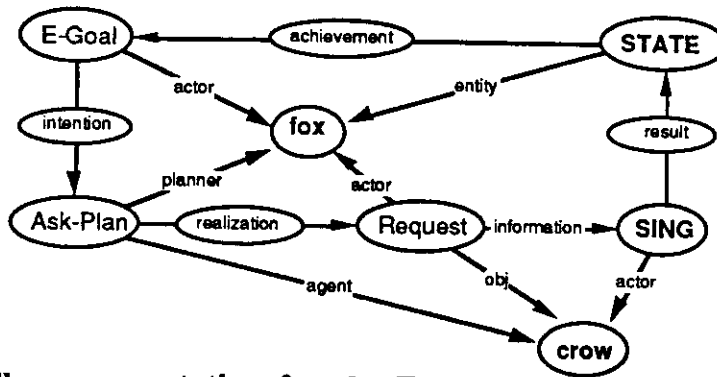 E-Goal
achievement
STATE
actor
entity
intention
fox
result
planner
actor
Ask-Plan
realization
Request
information
SING
agent
obj
actor
crow